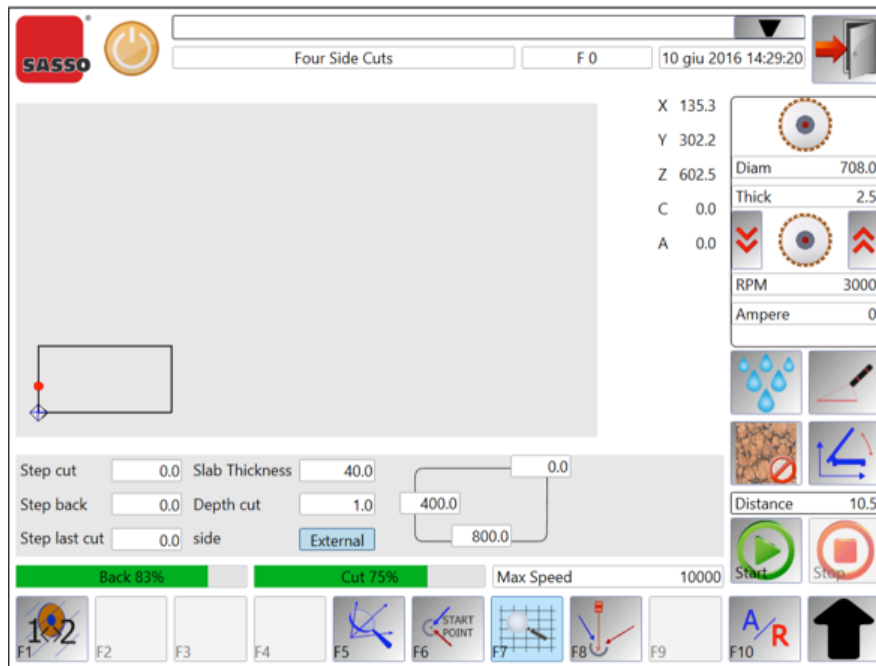 SASSO
Four Side Cuts
F 0
10 giu 2016 14:29:20
X 135.3
Y 302.2
Z 602.5
C 0.0
A 0.0
Diam 708.0
Thick 2.5
RPM 3000
Ampere 0
Step cut 0.0 Slab Thickness 40.0 0.0
Step back 0.0 Depth cut 1.0 400.0
Step last cut 0.0 side External 800.0
Distance 10.5
Start Stop
Back 83% Cut 75% Max Speed 10000
1 2 START POINT A/R
F1 F2 F3 F4 F5 F6 F7 F8 F9 F10